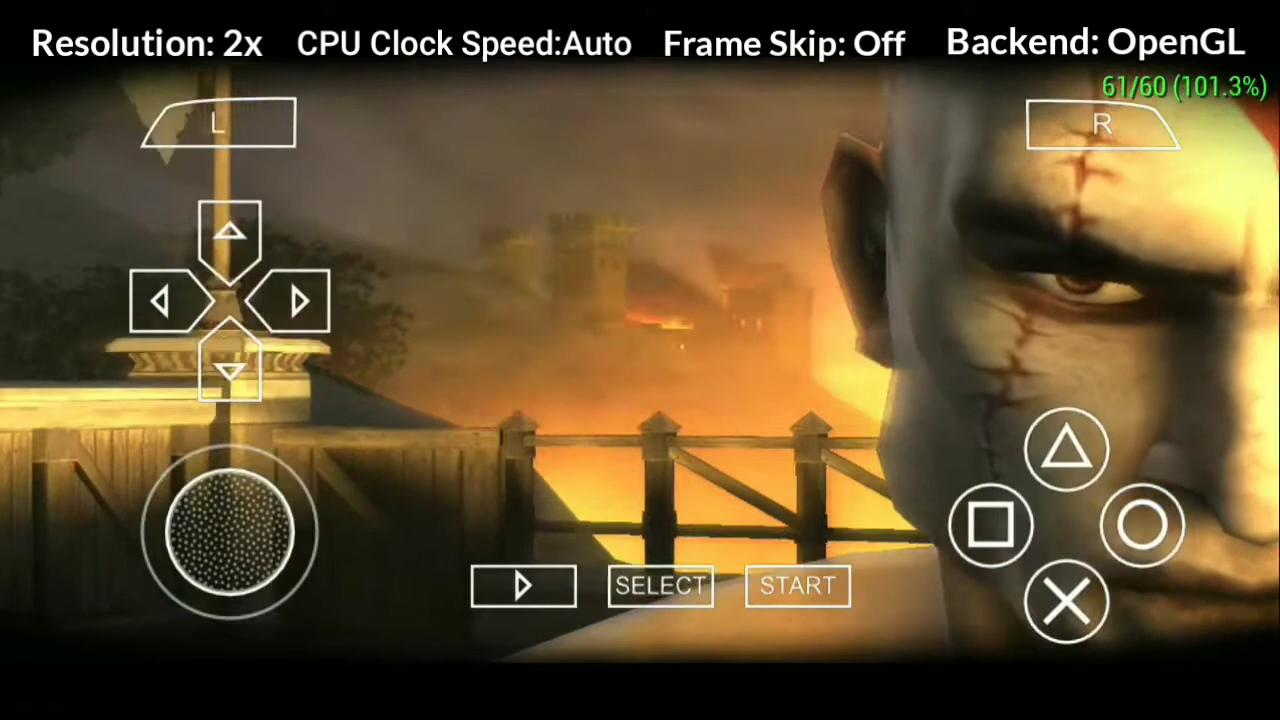 Resolution: 2x CPU Clock Speed:Auto Frame Skip: Off Backend: OpenGL
61/60 (101.3%)
L R
SELECT START